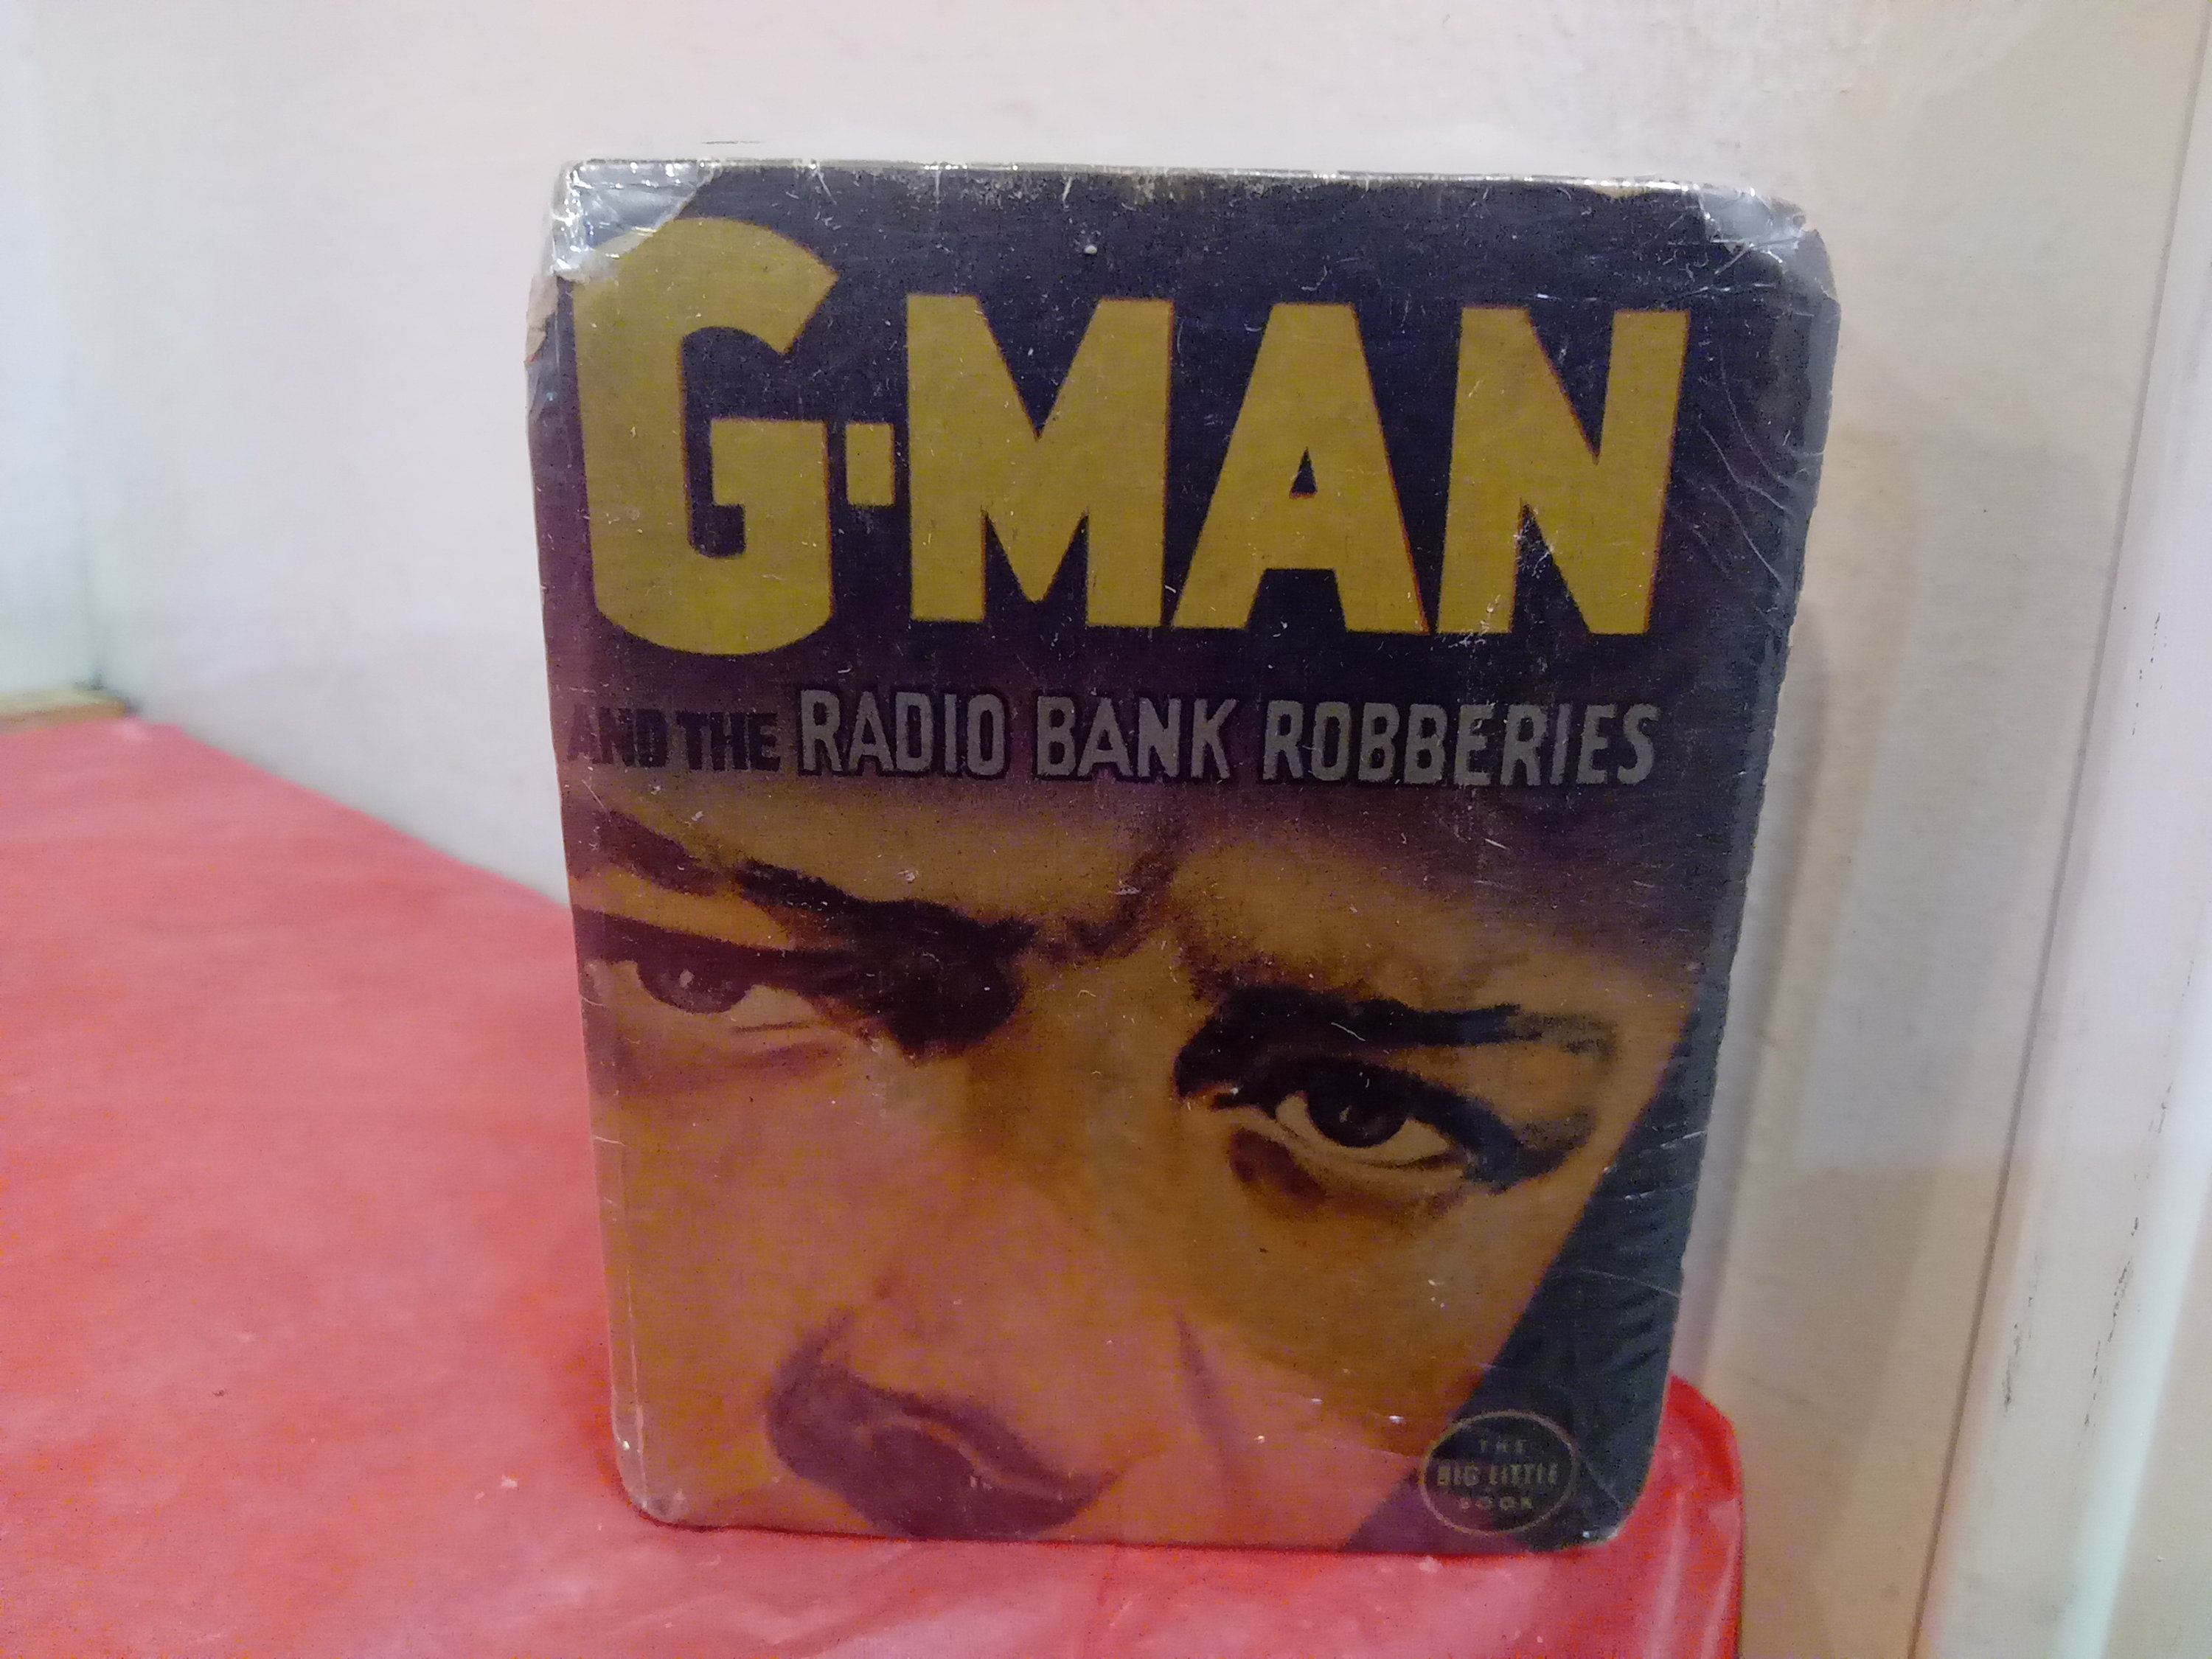 G-MAN
AND THE RADIO BANK ROBBERIES
THE
BIG LITTLE
BOOK